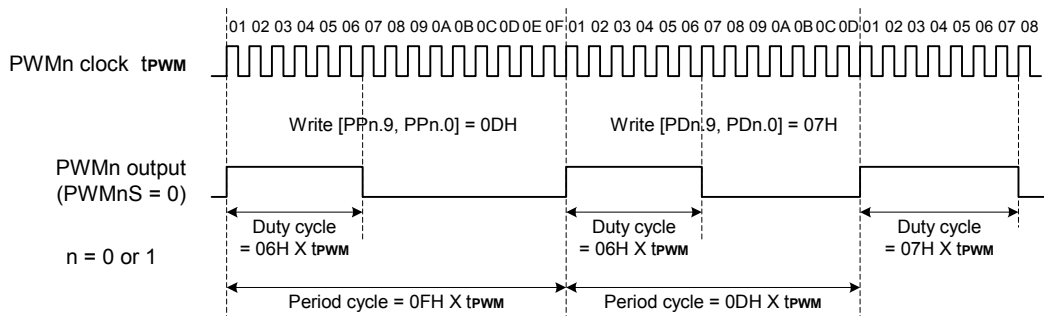 01 02 03 04 05 06 07 08 09 0A 0B 0C 0D 0E 0F 01 02 03 04 05 06 07 08 09 0A 0B 0C 0D 01 02 03 04 05 06 07 08
PWMn clock tPWM
Write [PPn.9, PPn.0] = 0DH
Write [PDn.9, PDn.0] = 07H
PWMn output
(PWMnS = 0)
Duty cycle
= 06H X tPWM
Duty cycle
= 06H X tPWM
Duty cycle
= 07H X tPWM
n = 0 or 1
Period cycle = 0FH X tPWM
Period cycle = 0DH X tPWM